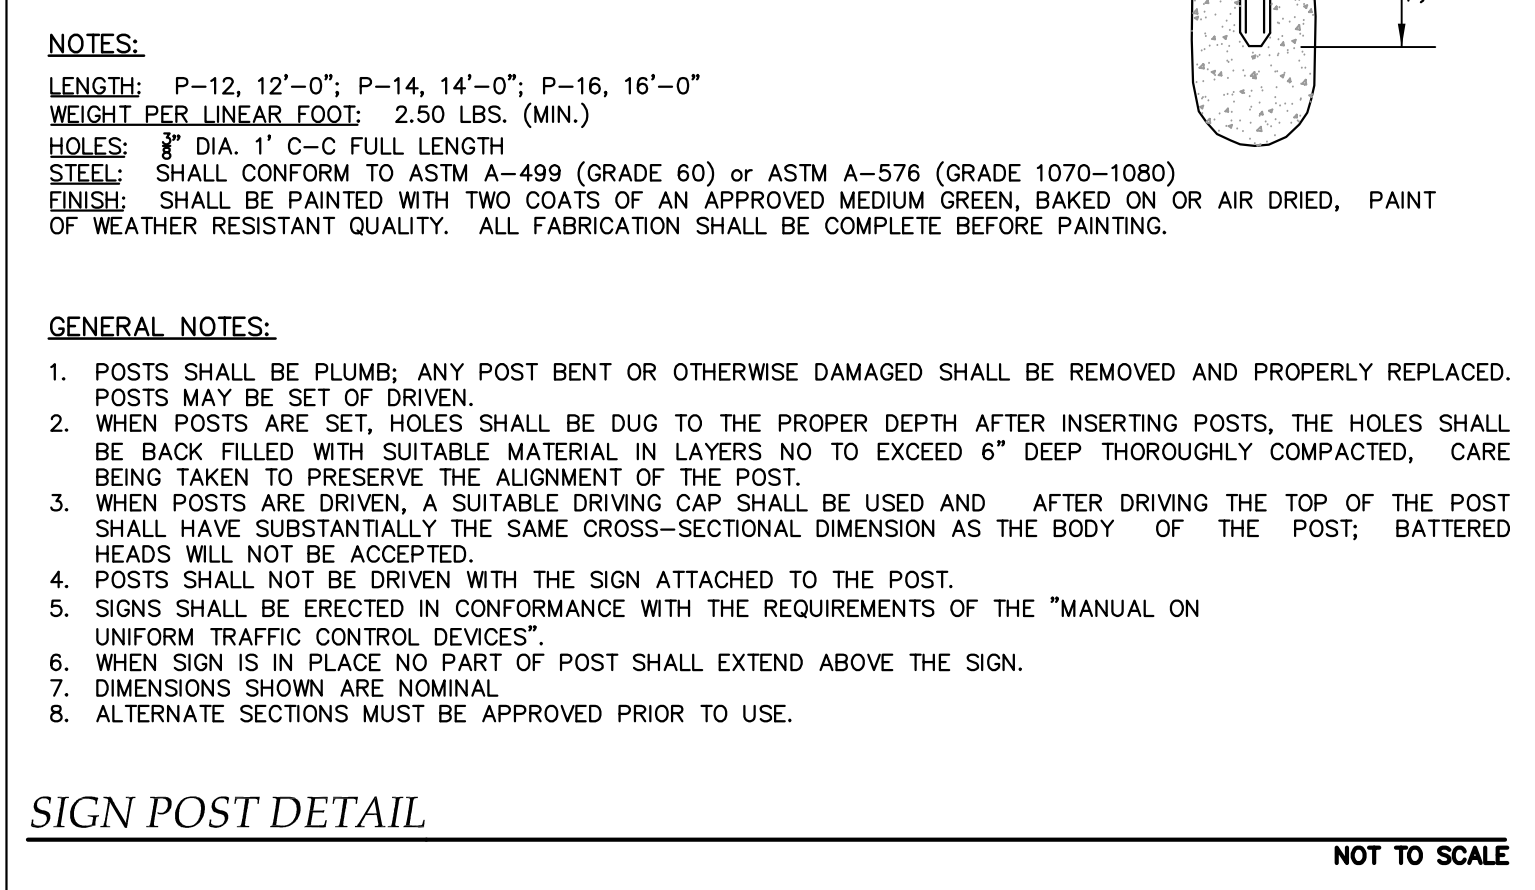 NOTES:
LENGTH: P-12, 12'-0"; P-14, 14'-0"; P-16, 16'-0"
WEIGHT PER LINEAR FOOT: 2.50 LBS. (MIN.)
HOLES: 3/8" DIA. 1' C-C FULL LENGTH
STEEL: SHALL CONFORM TO ASTM A-499 (GRADE 60) or ASTM A-576 (GRADE 1070-1080)
FINISH: SHALL BE PAINTED WITH TWO COATS OF AN APPROVED MEDIUM GREEN, BAKED ON OR AIR DRIED, PAINT
OF WEATHER RESISTANT QUALITY. ALL FABRICATION SHALL BE COMPLETE BEFORE PAINTING.
GENERAL NOTES:
1. POSTS SHALL BE PLUMB; ANY POST BENT OR OTHERWISE DAMAGED SHALL BE REMOVED AND PROPERLY REPLACED.
POSTS MAY BE SET OF DRIVEN.
2. WHEN POSTS ARE SET, HOLES SHALL BE DUG TO THE PROPER DEPTH AFTER INSERTING POSTS, THE HOLES SHALL
BE BACK FILLED WITH SUITABLE MATERIAL IN LAYERS NO TO EXCEED 6" DEEP THOROUGHLY COMPACTED, CARE
BEING TAKEN TO PRESERVE THE ALIGNMENT OF THE POST.
3. WHEN POSTS ARE DRIVEN, A SUITABLE DRIVING CAP SHALL BE USED AND AFTER DRIVING THE TOP OF THE POST
SHALL HAVE SUBSTANTIALLY THE SAME CROSS-SECTIONAL DIMENSION AS THE BODY OF THE POST; BATTERED
HEADS WILL NOT BE ACCEPTED.
4. POSTS SHALL NOT BE DRIVEN WITH THE SIGN ATTACHED TO THE POST.
5. SIGNS SHALL BE ERECTED IN CONFORMANCE WITH THE REQUIREMENTS OF THE "MANUAL ON
UNIFORM TRAFFIC CONTROL DEVICES".
6. WHEN SIGN IS IN PLACE NO PART OF POST SHALL EXTEND ABOVE THE SIGN.
7. DIMENSIONS SHOWN ARE NOMINAL
8. ALTERNATE SECTIONS MUST BE APPROVED PRIOR TO USE.
SIGN POST DETAIL
NOT TO SCALE